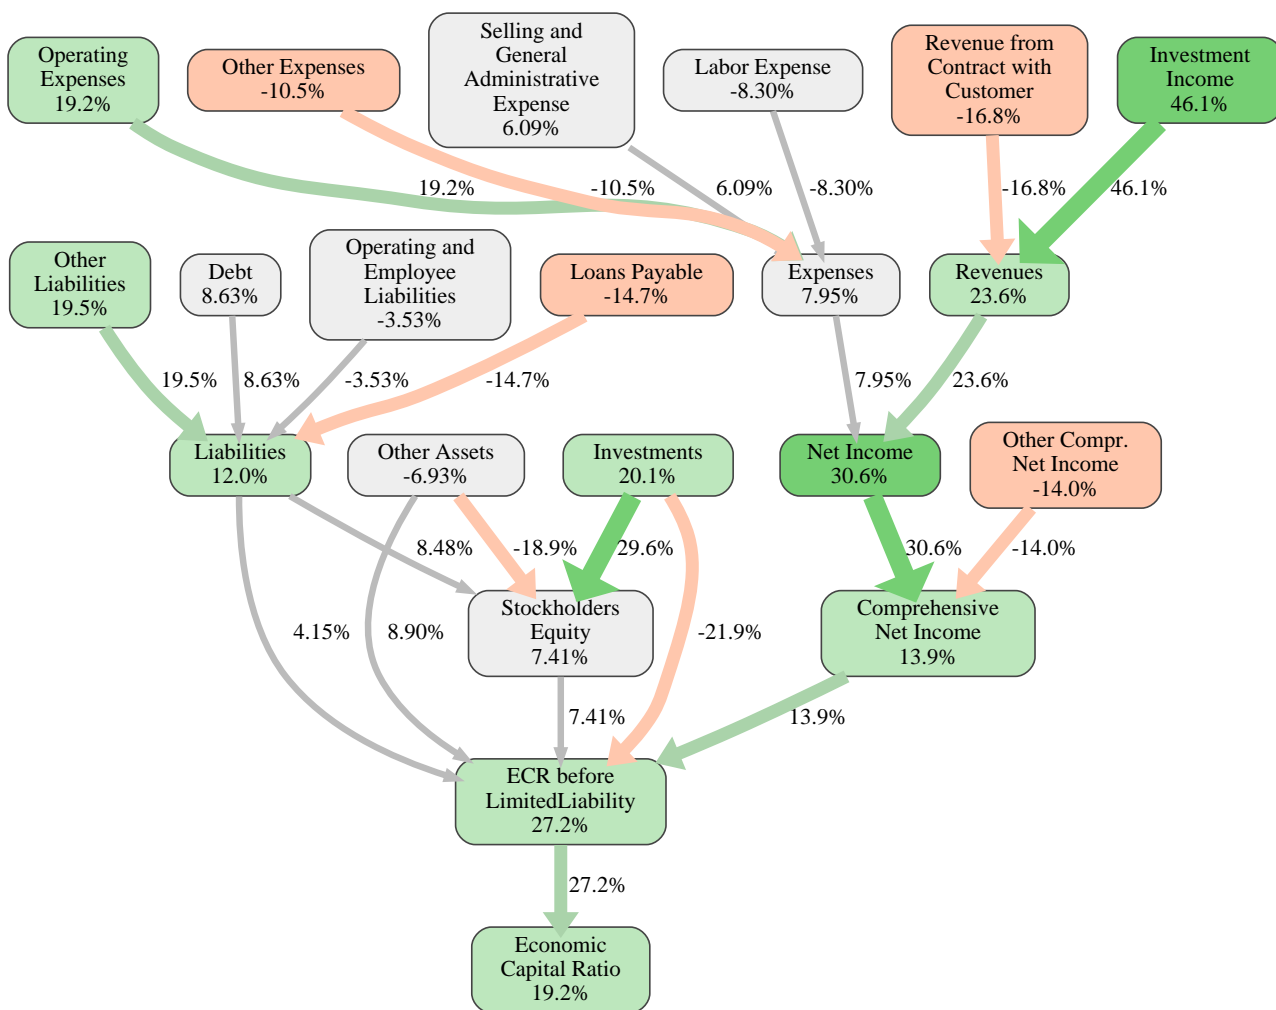 Operating
Expenses
19.2%
Other Expenses
-10.5%
Selling and
General
Administrative
Expense
6.09%
Labor Expense
-8.30%
Revenue from
Contract with
Customer
-16.8%
Investment
Income
46.1%
19.2%
-10.5%
6.09%
-8.30%
-16.8%
46.1%
Other
Liabilities
19.5%
Debt
8.63%
Operating and
Employee
Liabilities
-3.53%
Loans Payable
-14.7%
Expenses
7.95%
Revenues
23.6%
19.5%
8.63%
-3.53%
-14.7%
7.95%
23.6%
Liabilities
12.0%
Other Assets
-6.93%
Investments
20.1%
Net Income
30.6%
Other Compr.
Net Income
-14.0%
8.48%
-18.9%
29.6%
30.6%
-14.0%
4.15%
8.90%
Stockholders
Equity
7.41%
-21.9%
Comprehensive
Net Income
13.9%
7.41%
13.9%
ECR before
LimitedLiability
27.2%
27.2%
Economic
Capital Ratio
19.2%